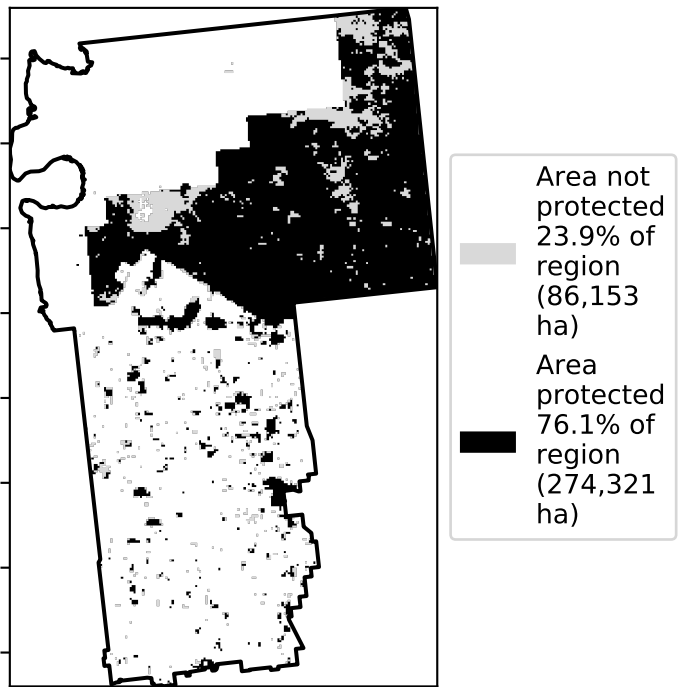 Area not
protected
23.9% of
region
(86,153
ha)
Area
protected
76.1% of
region
(274,321
ha)